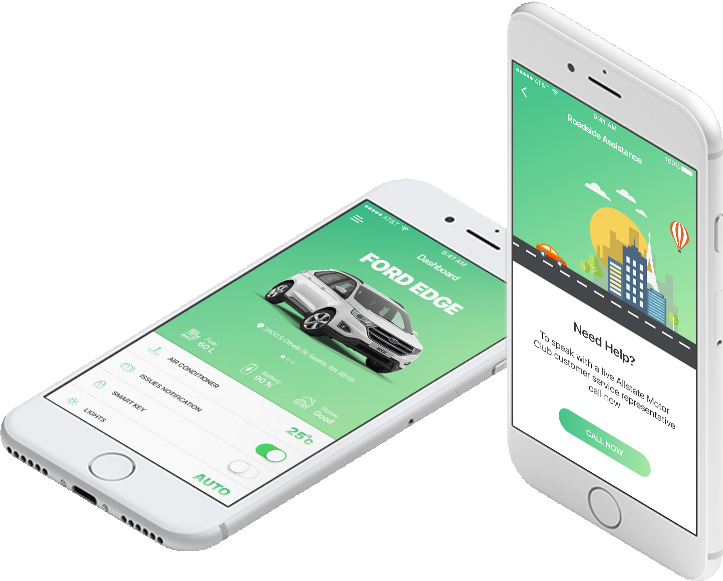 AT&T
9:41 AM
Dashboard
FORD EDGE
Fuel
60 L
Battery
90 %
Status
Good
AIR CONDITIONER
25°c
ISSUES NOTIFICATION
SMART KEY
LIGHTS
AUTO
AT&T
9:41 AM
100%
Roadside Assistance
Need Help?
To speak with a live Allstate Motor
Club customer service representative
call now
CALL NOW